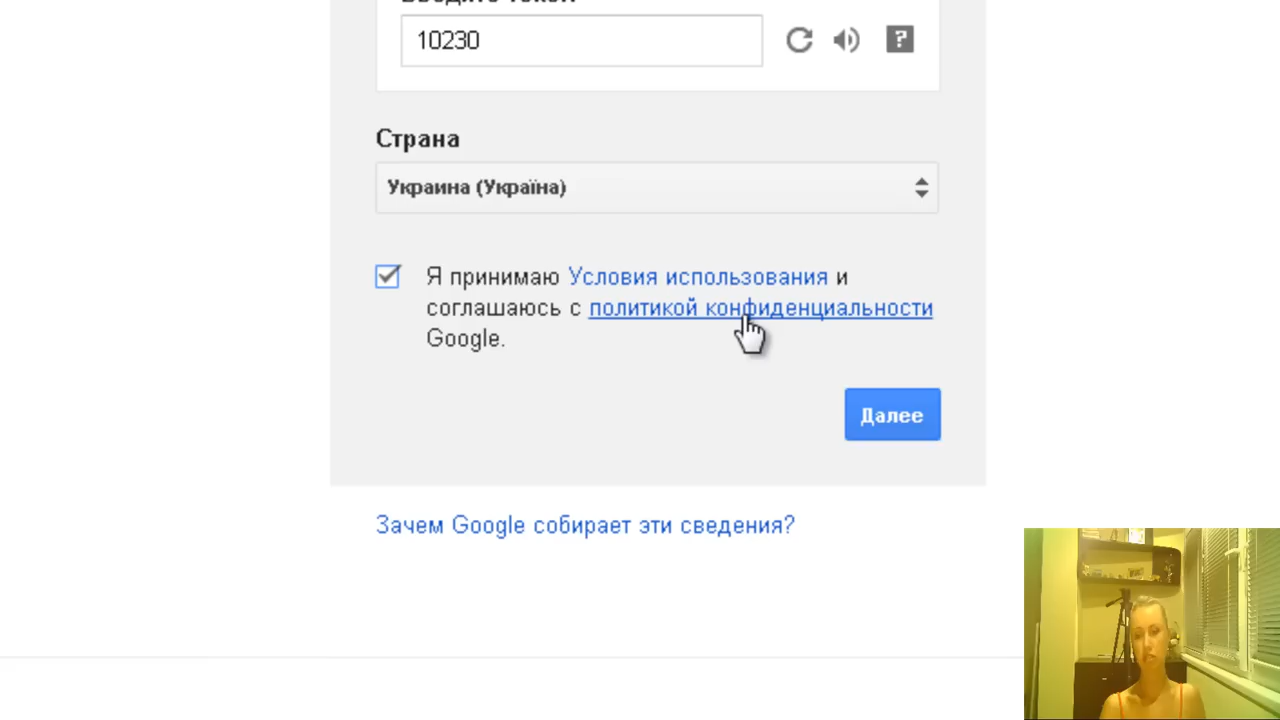 10230
?
Страна
Украина (Україна)
Я принимаю Условия использования и
соглашаюсь с политикой конфиденциальности
Google.
Далее
Зачем Google собирает эти сведения?